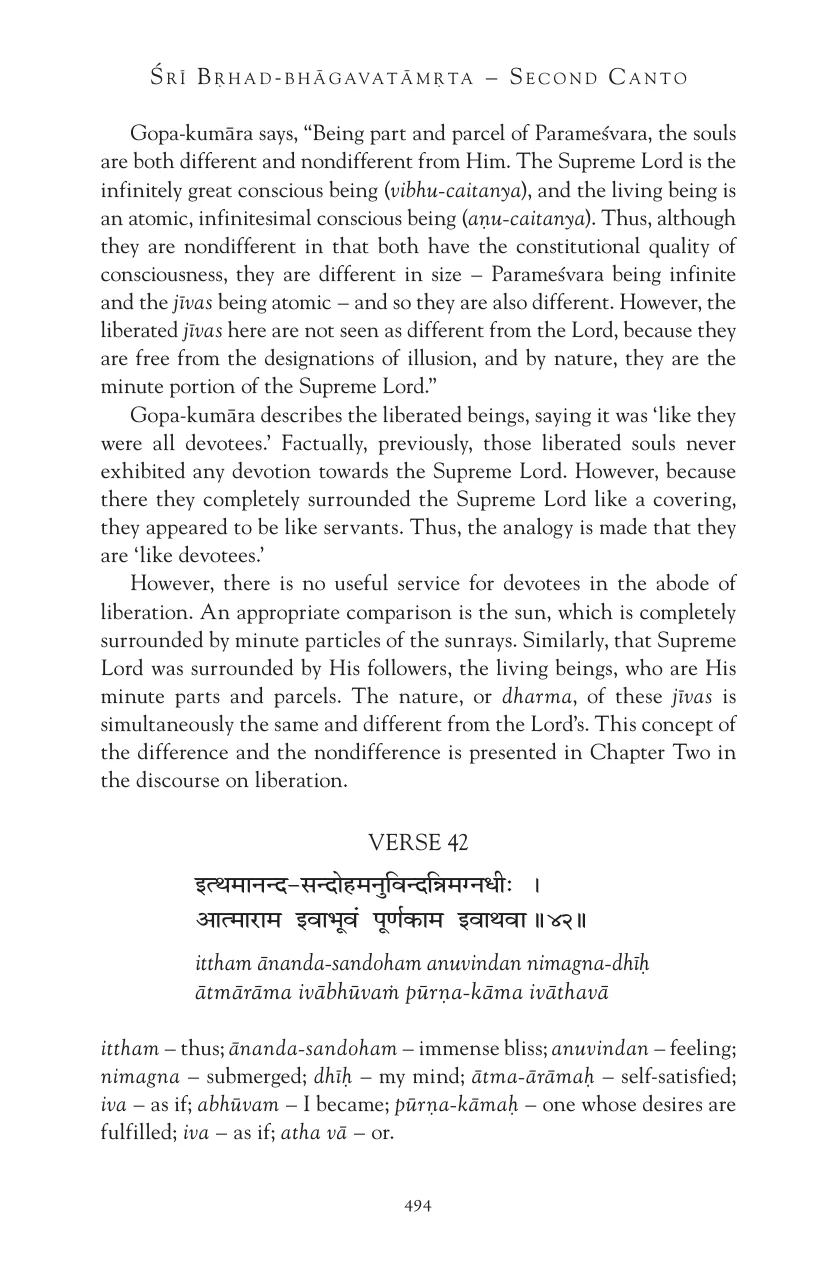 Śrī Bṛhad-bhāgavatāmṛta – Second Canto
Gopa-kumāra says, “Being part and parcel of Parameśvara, the souls
are both different and nondifferent from Him. The Supreme Lord is the
infinitely great conscious being (vibhu-caitanya), and the living being is
an atomic, infinitesimal conscious being (aṇu-caitanya). Thus, although
they are nondifferent in that both have the constitutional quality of
consciousness, they are different in size – Parameśvara being infinite
and the jīvas being atomic – and so they are also different. However, the
liberated jīvas here are not seen as different from the Lord, because they
are free from the designations of illusion, and by nature, they are the
minute portion of the Supreme Lord.”
Gopa-kumāra describes the liberated beings, saying it was ‘like they
were all devotees.’ Factually, previously, those liberated souls never
exhibited any devotion towards the Supreme Lord. However, because
there they completely surrounded the Supreme Lord like a covering,
they appeared to be like servants. Thus, the analogy is made that they
are ‘like devotees.’
However, there is no useful service for devotees in the abode of
liberation. An appropriate comparison is the sun, which is completely
surrounded by minute particles of the sunrays. Similarly, that Supreme
Lord was surrounded by His followers, the living beings, who are His
minute parts and parcels. The nature, or dharma, of these jīvas is
simultaneously the same and different from the Lord’s. This concept of
the difference and the nondifference is presented in Chapter Two in
the discourse on liberation.
VERSE 42
इत्थमानन्द–सन्दोहमनुविन्दन्निमग्नधीः ।
आत्माराम इवाभूवं पूर्णकाम इवाथवा॥४२॥
ittham ānanda-sandoham anuvindan nimagna-dhīḥ
ātmārāma ivābhūvaṁ pūrṇa-kāma ivāthavā
ittham – thus; ānanda-sandoham – immense bliss; anuvindan – feeling;
nimagna – submerged; dhīḥ – my mind; ātma-ārāmaḥ – self-satisfied;
iva – as if; abhūvam – I became; pūrṇa-kāmaḥ – one whose desires are
fulfilled; iva – as if; atha vā – or.
494